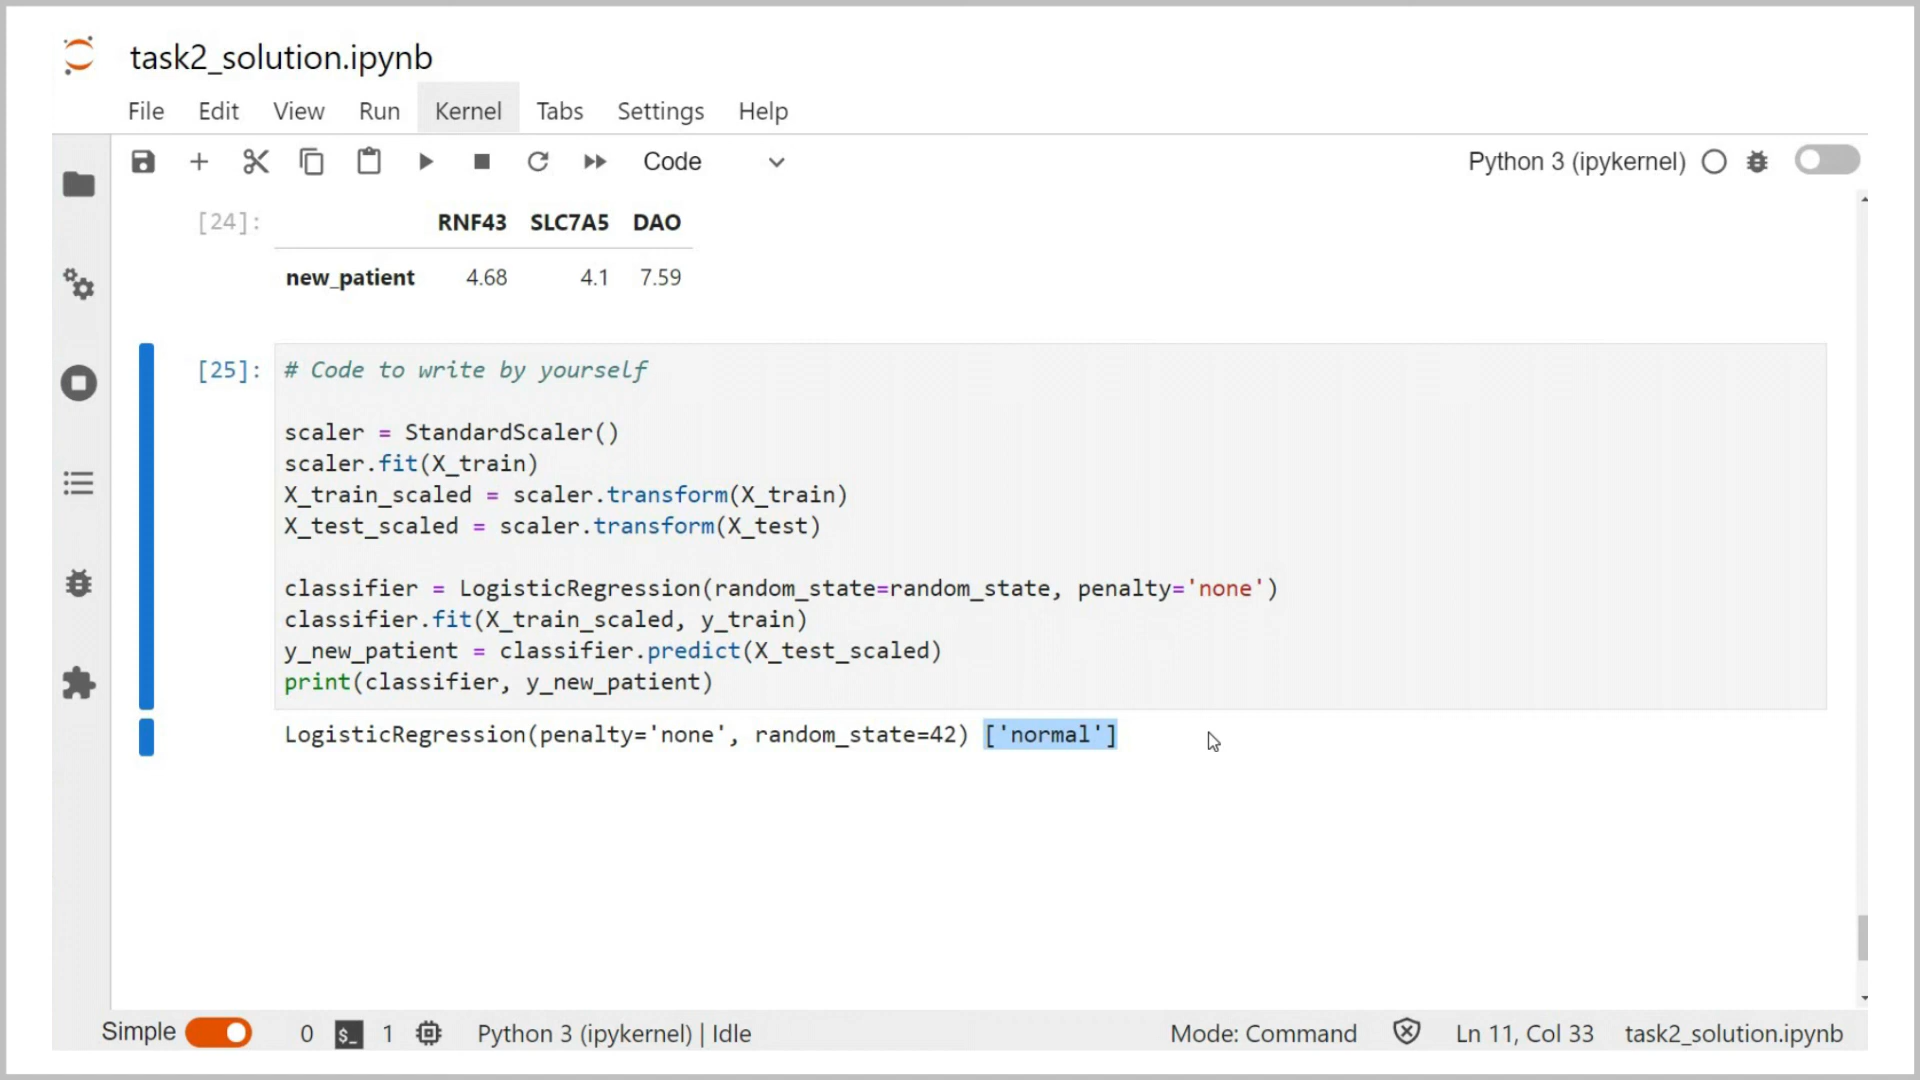 task2_solution.ipynb
File Edit View Run Kernel Tabs Settings Help
Code
Python 3 (ipykernel)
[24]:
RNF43 SLC7A5 DAO
new_patient 4.68 4.1 7.59
[25]:
# Code to write by yourself
scaler = StandardScaler()
scaler.fit(X_train)
X_train_scaled = scaler.transform(X_train)
X_test_scaled = scaler.transform(X_test)
classifier = LogisticRegression(random_state=random_state, penalty='none')
classifier.fit(X_train_scaled, y_train)
y_new_patient = classifier.predict(X_test_scaled)
print(classifier, y_new_patient)
LogisticRegression(penalty='none', random_state=42) ['normal']
Simple 0 $_ 1 Python 3 (ipykernel) | Idle Mode: Command Ln 11, Col 33 task2_solution.ipynb